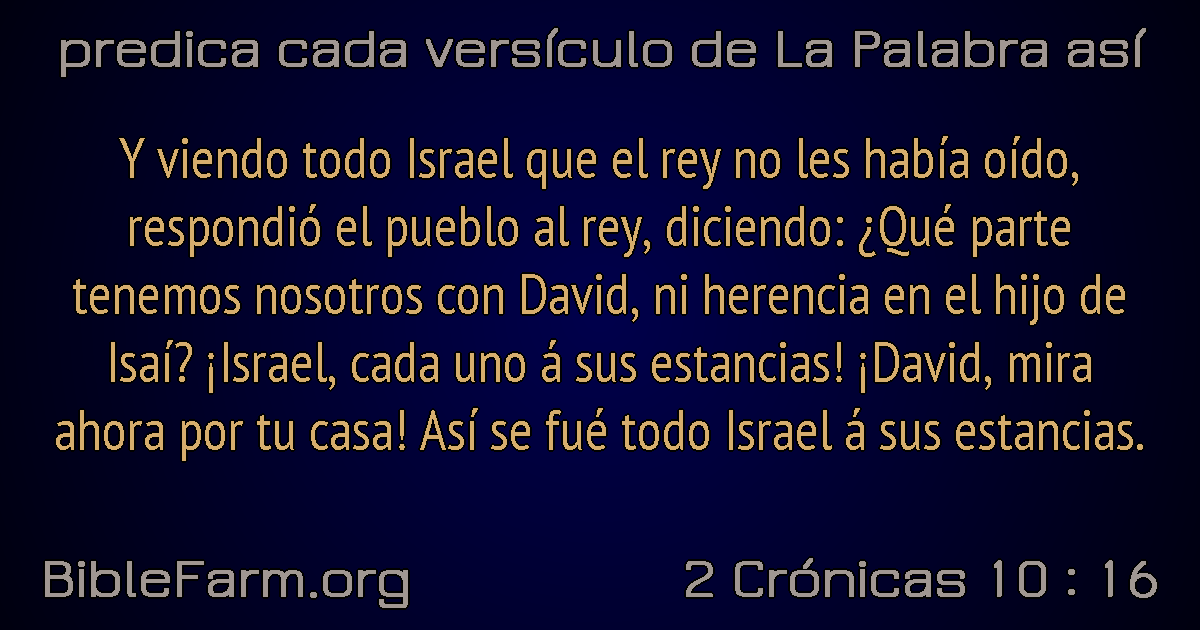 predica cada versículo de La Palabra así
Y viendo todo Israel que el rey no les había oído,
respondió el pueblo al rey, diciendo: ¿Qué parte
tenemos nosotros con David, ni herencia en el hijo de
Isaí? ¡Israel, cada uno á sus estancias! ¡David, mira
ahora por tu casa! Así se fué todo Israel á sus estancias.
BibleFarm.org
2 Crónicas 10 : 16